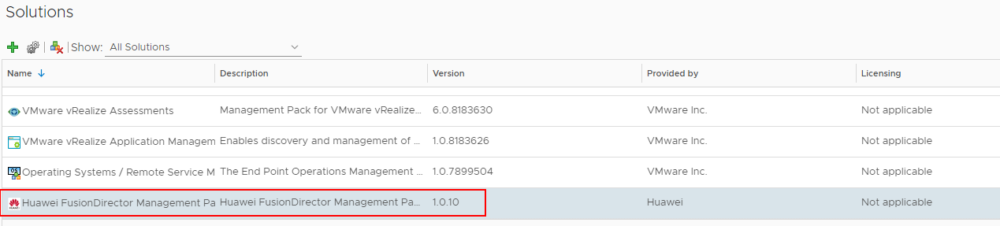 Solutions
Show: All Solutions
Name Description Version Provided by Licensing
VMware vRealize Assessments Management Pack for VMware vRealize... 6.0.8183630 VMware Inc. Not applicable
VMware vRealize Application Managem Enables discovery and management of ... 1.0.8183626 VMware Inc. Not applicable
OS Operating Systems / Remote Service M The End Point Operations Management ... 1.0.7899504 VMware Inc. Not applicable
HUAWEI Huawei FusionDirector Management Pa Huawei FusionDirector Management Pa... 1.0.10 Huawei Not applicable